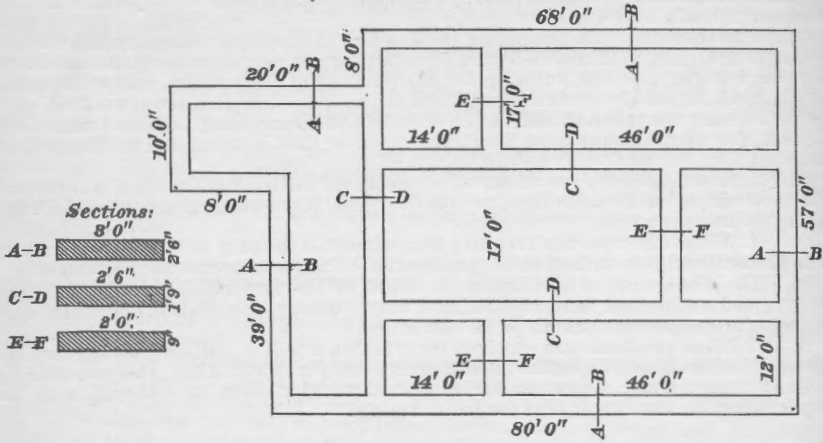 68' 0"
B
A
20' 0"
B
A
8' 0"
17' 0"
E F
14' 0"
D
C
46' 0"
10' 0"
8' 0"
C D
17' 0"
E F
57' 0"
A B
A B
Sections:
8' 0"
A-B 2' 6"
2' 6"
C-D 1' 9"
2' 0"
E-F 9"
39' 0"
D
C
E F
14' 0"
B
A
46' 0"
12' 0"
80' 0"